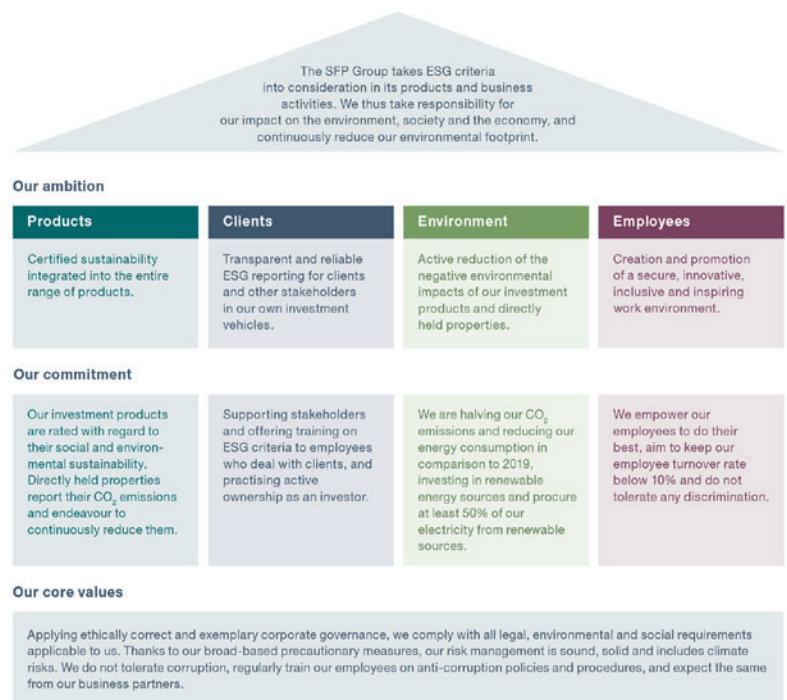 The SFP Group takes ESG criteria
into consideration in its products and business
activities. We thus take responsibility for
our impact on the environment, society and the economy, and
continuously reduce our environmental footprint.
Our ambition
Products
Certified sustainability
integrated into the entire
range of products.
Clients
Transparent and reliable
ESG reporting for clients
and other stakeholders
in our own investment
vehicles.
Environment
Active reduction of the
negative environmental
impacts of our investment
products and directly
held properties.
Employees
Creation and promotion
of a secure, innovative,
inclusive and inspiring
work environment.
Our commitment
Our investment products
are rated with regard to
their social and environ-
mental sustainability.
Directly held properties
report their CO₂ emissions
and endeavour to
continuously reduce them.
Supporting stakeholders
and offering training on
ESG criteria to employees
who deal with clients, and
practising active
ownership as an investor.
We are halving our CO₂
emissions and reducing our
energy consumption in
comparison to 2019,
investing in renewable
energy sources and procure
at least 50% of our
electricity from renewable
sources.
We empower our
employees to do their
best, aim to keep our
employee turnover rate
below 10% and do not
tolerate any discrimination.
Our core values
Applying ethically correct and exemplary corporate governance, we comply with all legal, environmental and social requirements
applicable to us. Thanks to our broad-based precautionary measures, our risk management is sound, solid and includes climate
risks. We do not tolerate corruption, regularly train our employees on anti-corruption policies and procedures, and expect the same
from our business partners.